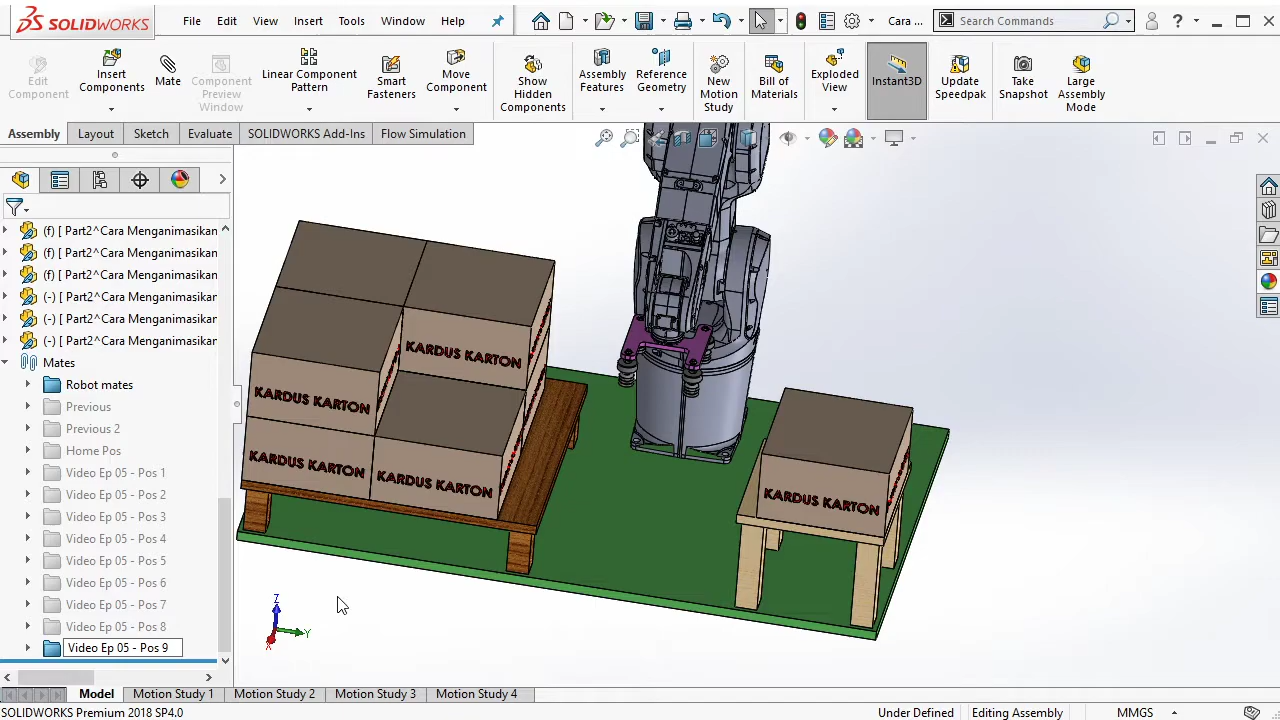 SOLIDWORKS
File Edit View Insert Tools Window Help
Cara ...
Search Commands
?
Edit Component
Insert Components
Mate
Component Preview Window
Linear Component Pattern
Smart Fasteners
Move Component
Show Hidden Components
Assembly Features
Reference Geometry
New Motion Study
Bill of Materials
Exploded View
Instant3D
Update Speedpak
Take Snapshot
Large Assembly Mode
Assembly Layout Sketch Evaluate SOLIDWORKS Add-Ins Flow Simulation
(f) [ Part2^Cara Menganimasikan
(f) [ Part2^Cara Menganimasikan
(f) [ Part2^Cara Menganimasikan
(-) [ Part2^Cara Menganimasikan
(-) [ Part2^Cara Menganimasikan
(-) [ Part2^Cara Menganimasikan
Mates
Robot mates
Previous
Previous 2
Home Pos
Video Ep 05 - Pos 1
Video Ep 05 - Pos 2
Video Ep 05 - Pos 3
Video Ep 05 - Pos 4
Video Ep 05 - Pos 5
Video Ep 05 - Pos 6
Video Ep 05 - Pos 7
Video Ep 05 - Pos 8
Video Ep 05 - Pos 9
KARDUS KARTON
KARDUS KARTON
KARDUS KARTON
KARDUS KARTON
KARDUS KARTON
Z
Y
X
Model Motion Study 1 Motion Study 2 Motion Study 3 Motion Study 4
SOLIDWORKS Premium 2018 SP4.0
Under Defined Editing Assembly MMGS